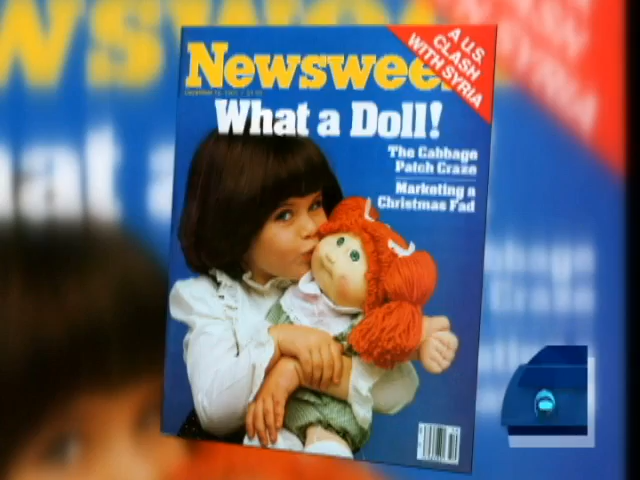 Newsweek
A U.S.
CLASH
WITH SYRIA
What a Doll!
The Cabbage
Patch Craze
Marketing a
Christmas Fad